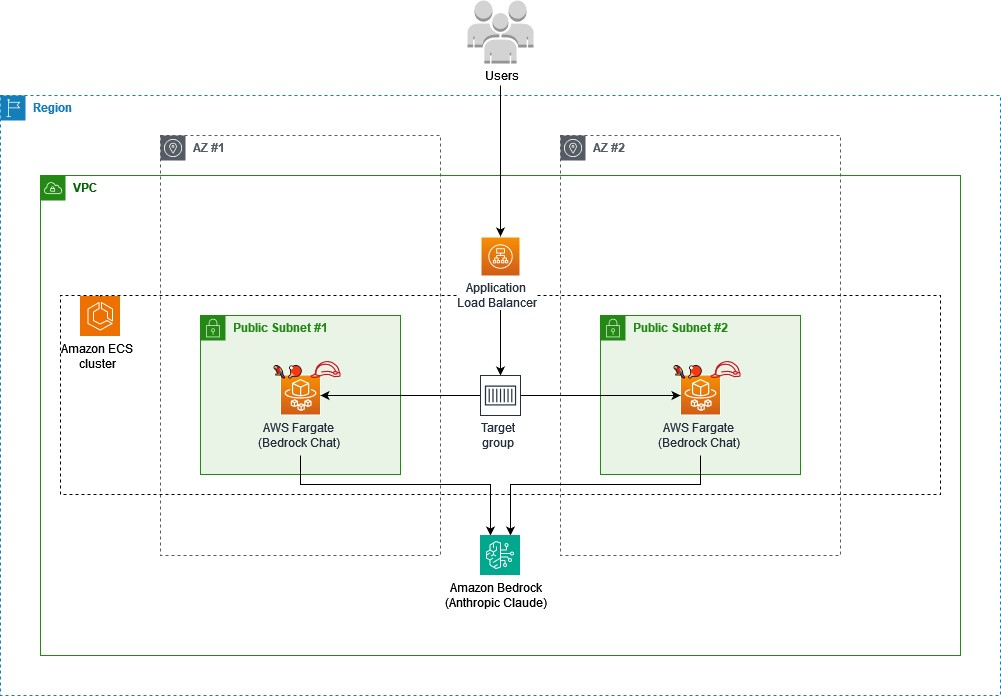 Users
Region
AZ #1
AZ #2
VPC
Application
Load Balancer
Amazon ECS
cluster
Public Subnet #1
Public Subnet #2
AWS Fargate
(Bedrock Chat)
Target
group
AWS Fargate
(Bedrock Chat)
Amazon Bedrock
(Anthropic Claude)